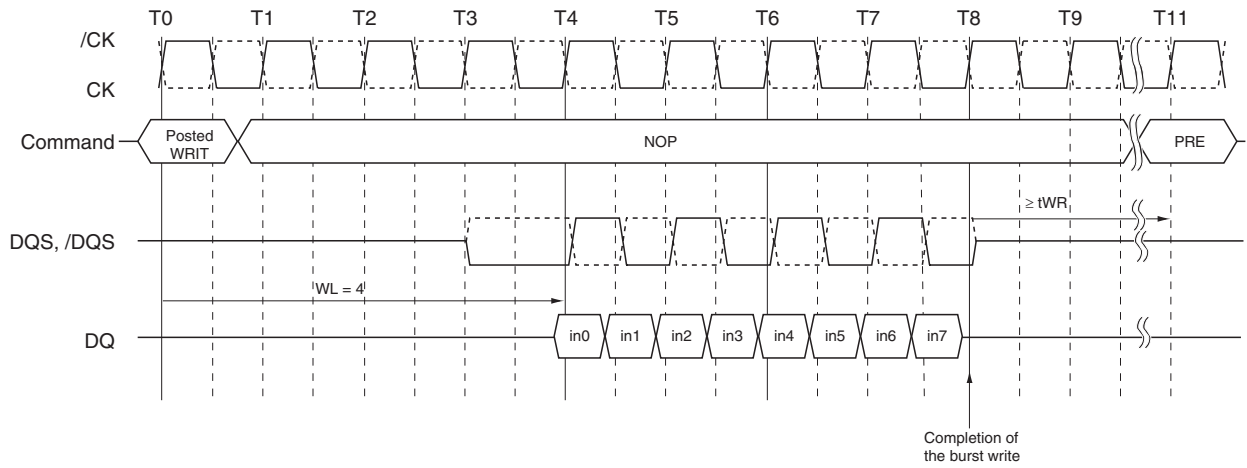 T0 T1 T2 T3 T4 T5 T6 T7 T8 T9 T11
/CK
CK
Command
Posted
WRIT
NOP
PRE
≥ tWR
DQS, /DQS
WL = 4
DQ
in0 in1 in2 in3 in4 in5 in6 in7
Completion of
the burst write